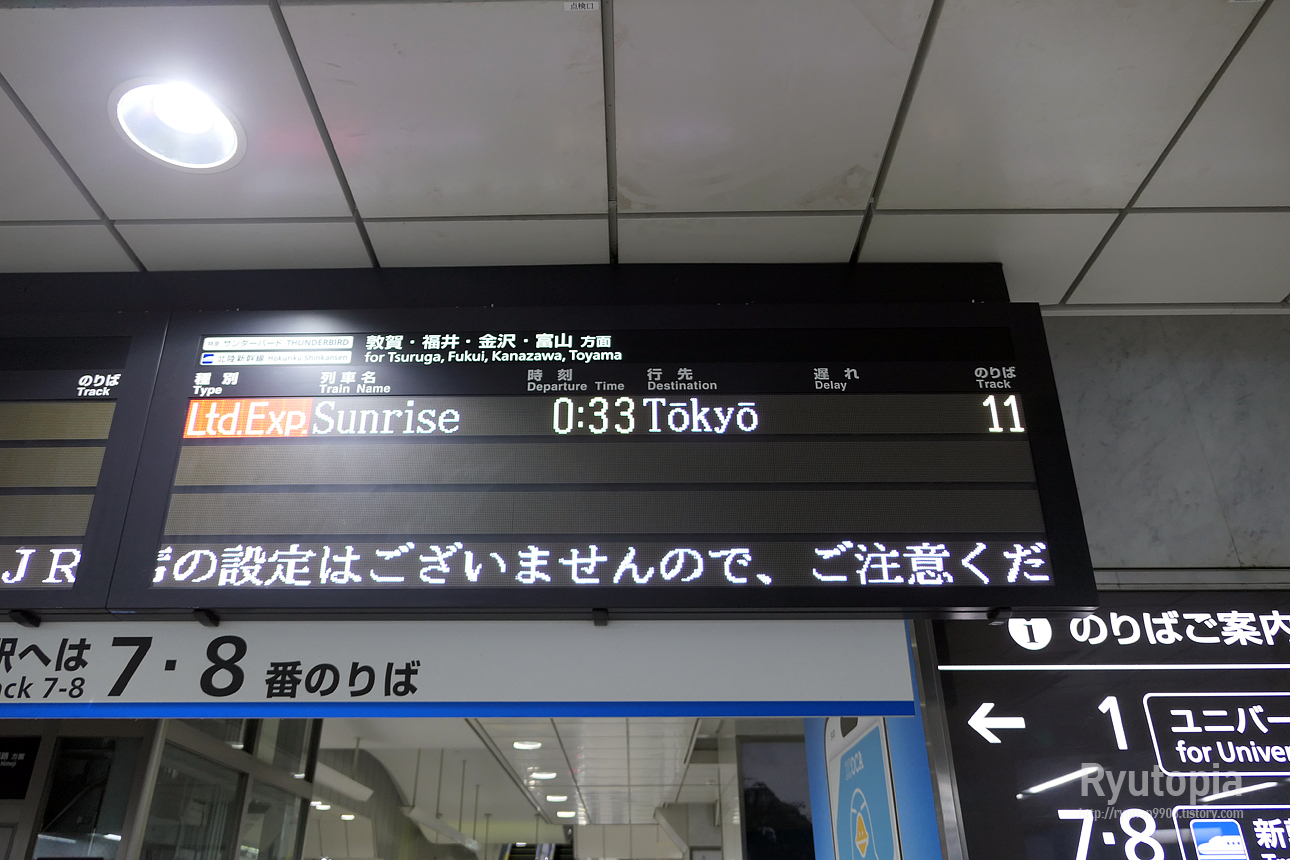 点検口
特急 サンダーバード THUNDERBIRD
敦賀・福井・金沢・富山 方面
北陸新幹線 Hokuriku Shinkansen
for Tsuruga, Fukui, Kanazawa, Toyama
のりば
Track
種別 列車名 時刻 行先 遅れ のりば
Type Train Name Departure Time Destination Delay Track
Ltd.Exp. Sunrise 0:33 Tōkyō 11
JR
の設定はございませんので、ご注意くだ
駅へは 7・8 番のりば
7-8
のりばご案内
← 1 ユニバー
for Univer
7・8 新
ICOCA
Ryutopia